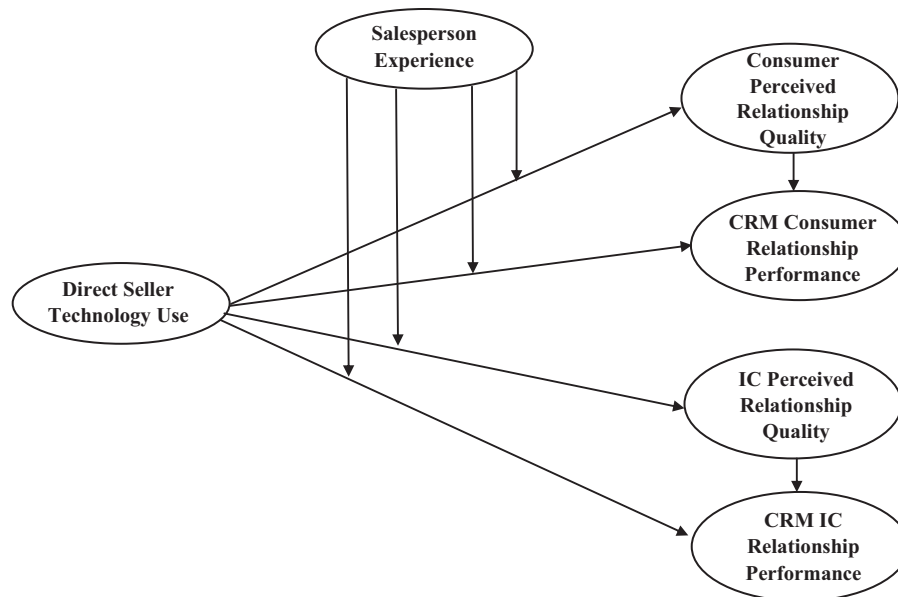 Salesperson
Experience
Consumer
Perceived
Relationship
Quality
CRM Consumer
Relationship
Performance
Direct Seller
Technology Use
IC Perceived
Relationship
Quality
CRM IC
Relationship
Performance